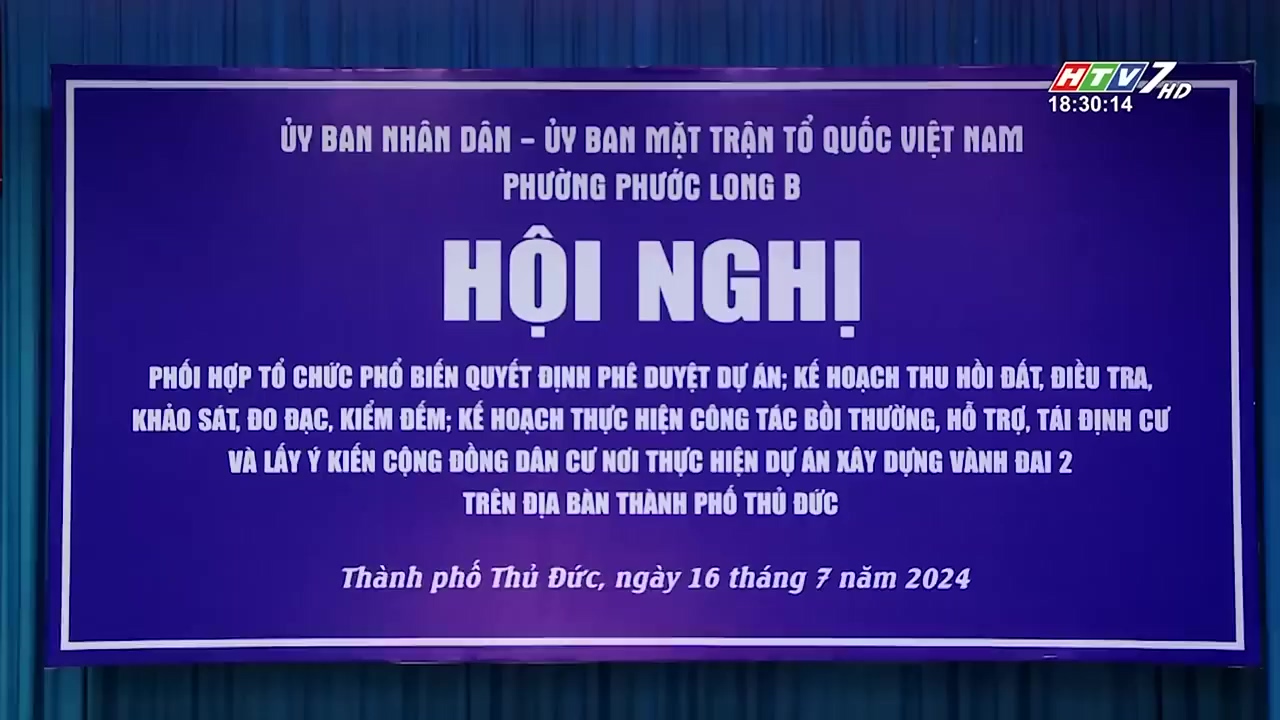 HTV7 HD
18:30:14
ỦY BAN NHÂN DÂN – ỦY BAN MẶT TRẬN TỔ QUỐC VIỆT NAM
PHƯỜNG PHƯỚC LONG B
HỘI NGHỊ
PHỐI HỢP TỔ CHỨC PHỔ BIẾN QUYẾT ĐỊNH PHÊ DUYỆT DỰ ÁN; KẾ HOẠCH THU HỒI ĐẤT, ĐIỀU TRA,
KHẢO SÁT, ĐO ĐẠC, KIỂM ĐẾM; KẾ HOẠCH THỰC HIỆN CÔNG TÁC BỒI THƯỜNG, HỖ TRỢ, TÁI ĐỊNH CƯ
VÀ LẤY Ý KIẾN CỘNG ĐỒNG DÂN CƯ NƠI THỰC HIỆN DỰ ÁN XÂY DỰNG VÀNH ĐAI 2
TRÊN ĐỊA BÀN THÀNH PHỐ THỦ ĐỨC
Thành phố Thủ Đức, ngày 16 tháng 7 năm 2024